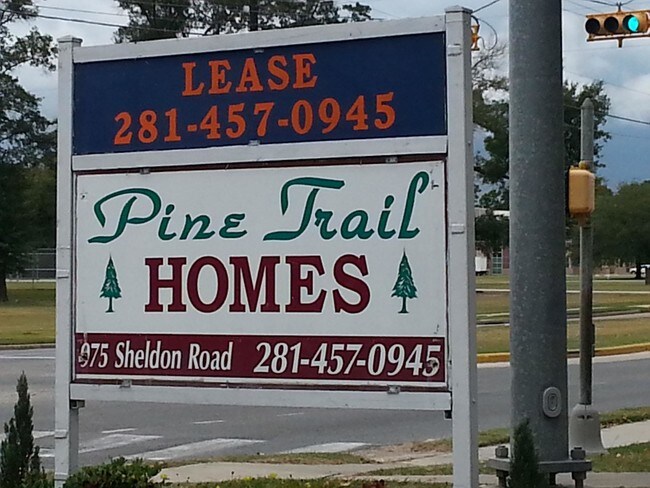 LEASE
281-457-0945
Pine Trail
HOMES
975 Sheldon Road 281-457-0945